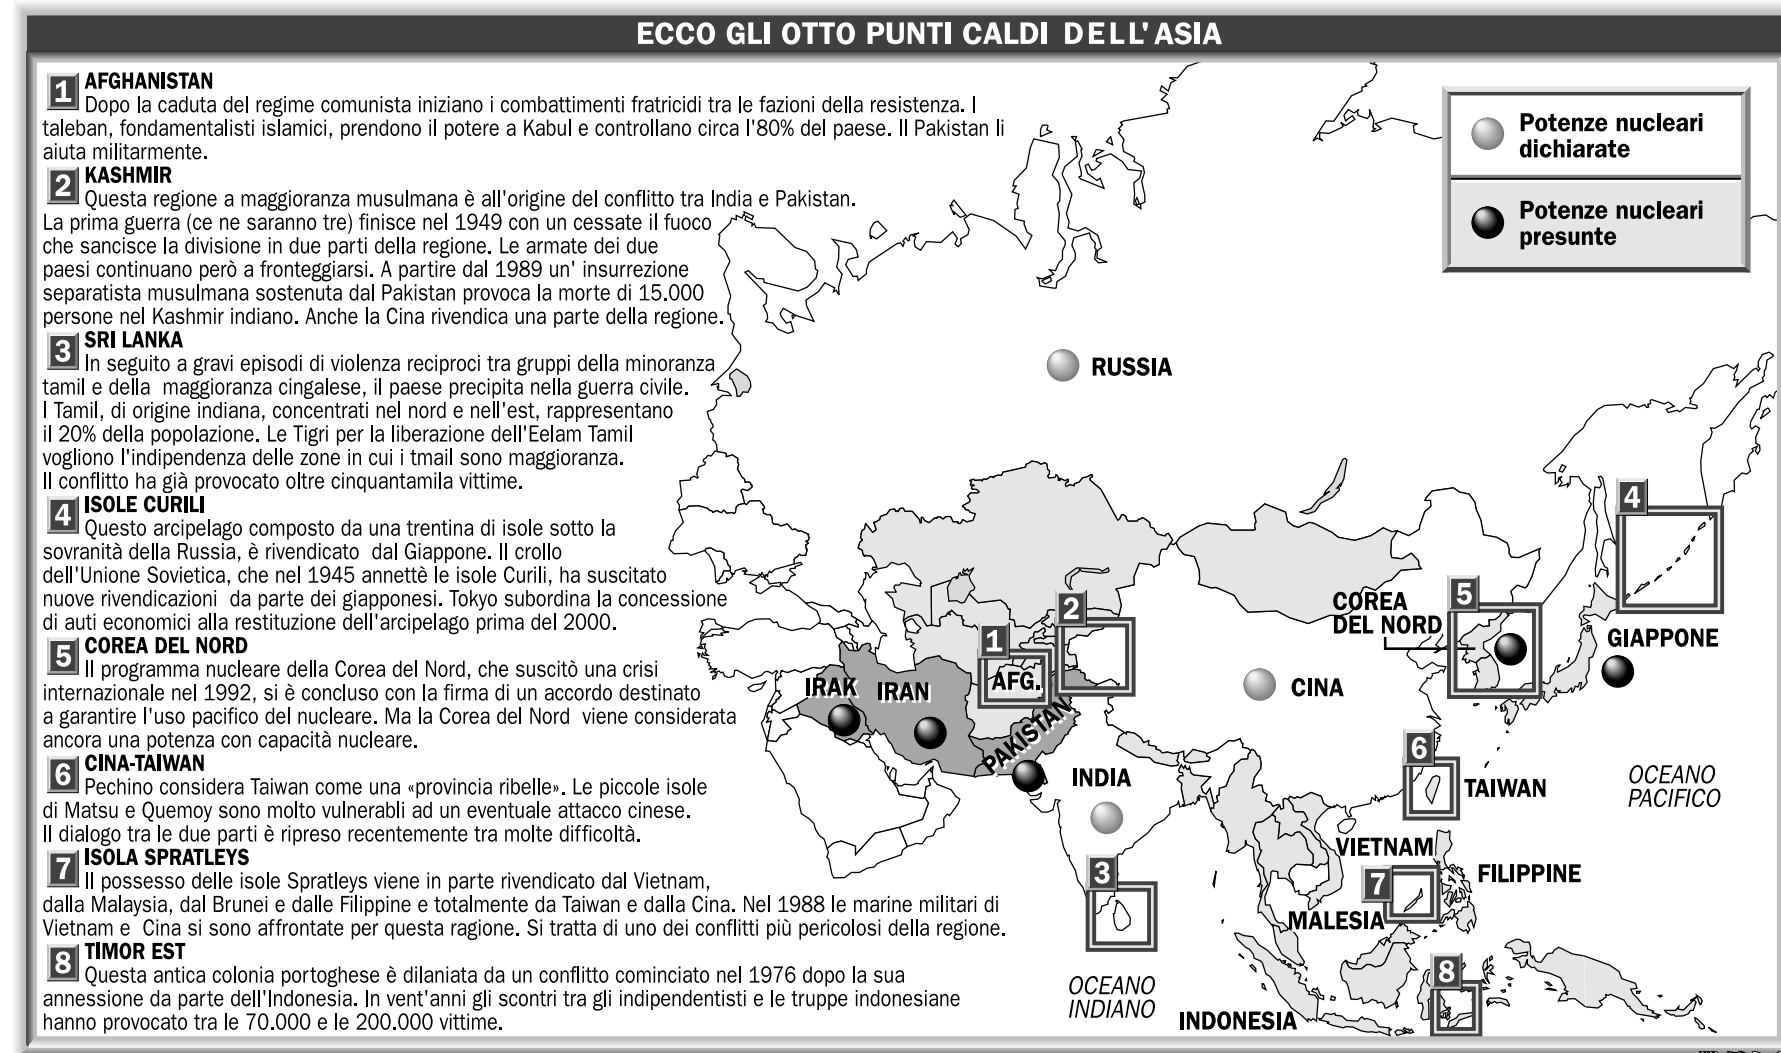 ECCO GLI OTTO PUNTI CALDI DELL'ASIA
1 AFGHANISTAN
Dopo la caduta del regime comunista iniziano i combattimenti fratricidi tra le fazioni della resistenza. I
taleban, fondamentalisti islamici, prendono il potere a Kabul e controllano circa l'80% del paese. Il Pakistan li
aiuta militarmente.
2 KASHMIR
Questa regione a maggioranza musulmana è all'origine del conflitto tra India e Pakistan.
La prima guerra (ce ne saranno tre) finisce nel 1949 con un cessate il fuoco
che sancisce la divisione in due parti della regione. Le armate dei due
paesi continuano però a fronteggiarsi. A partire dal 1989 un' insurrezione
separatista musulmana sostenuta dal Pakistan provoca la morte di 15.000
persone nel Kashmir indiano. Anche la Cina rivendica una parte della regione.
3 SRI LANKA
In seguito a gravi episodi di violenza reciproci tra gruppi della minoranza
tamil e della maggioranza cingalese, il paese precipita nella guerra civile.
I Tamil, di origine indiana, concentrati nel nord e nell'est, rappresentano
il 20% della popolazione. Le Tigri per la liberazione dell'Eelam Tamil
vogliono l'indipendenza delle zone in cui i tmail sono maggioranza.
Il conflitto ha già provocato oltre cinquantamila vittime.
4 ISOLE CURILI
Questo arcipelago composto da una trentina di isole sotto la
sovranità della Russia, è rivendicato dal Giappone. Il crollo
dell'Unione Sovietica, che nel 1945 annettè le isole Curili, ha suscitato
nuove rivendicazioni da parte dei giapponesi. Tokyo subordina la concessione
di auti economici alla restituzione dell'arcipelago prima del 2000.
5 COREA DEL NORD
Il programma nucleare della Corea del Nord, che suscitò una crisi
internazionale nel 1992, si è concluso con la firma di un accordo destinato
a garantire l'uso pacifico del nucleare. Ma la Corea del Nord viene considerata
ancora una potenza con capacità nucleare.
6 CINA-TAIWAN
Pechino considera Taiwan come una «provincia ribelle». Le piccole isole
di Matsu e Quemoy sono molto vulnerabli ad un eventuale attacco cinese.
Il dialogo tra le due parti è ripreso recentemente tra molte difficoltà.
7 ISOLA SPRATLEYS
Il possesso delle isole Spratleys viene in parte rivendicato dal Vietnam,
dalla Malaysia, dal Brunei e dalle Filippine e totalmente da Taiwan e dalla Cina. Nel 1988 le marine militari di
Vietnam e Cina si sono affrontate per questa ragione. Si tratta di uno dei conflitti più pericolosi della regione.
8 TIMOR EST
Questa antica colonia portoghese è dilaniata da un conflitto cominciato nel 1976 dopo la sua
annessione da parte dell'Indonesia. In vent'anni gli scontri tra gli indipendentisti e le truppe indonesiane
hanno provocato tra le 70.000 e le 200.000 vittime.
Potenze nucleari
dichiarate
Potenze nucleari
presunte
RUSSIA
4
5
COREA
DEL NORD
GIAPPONE
2
1
AFG.
IRAK
IRAN
PAKISTAN
CINA
INDIA
6
TAIWAN
OCEANO
PACIFICO
VIETNAM
FILIPPINE
3
7
MALESIA
8
OCEANO
INDIANO
INDONESIA